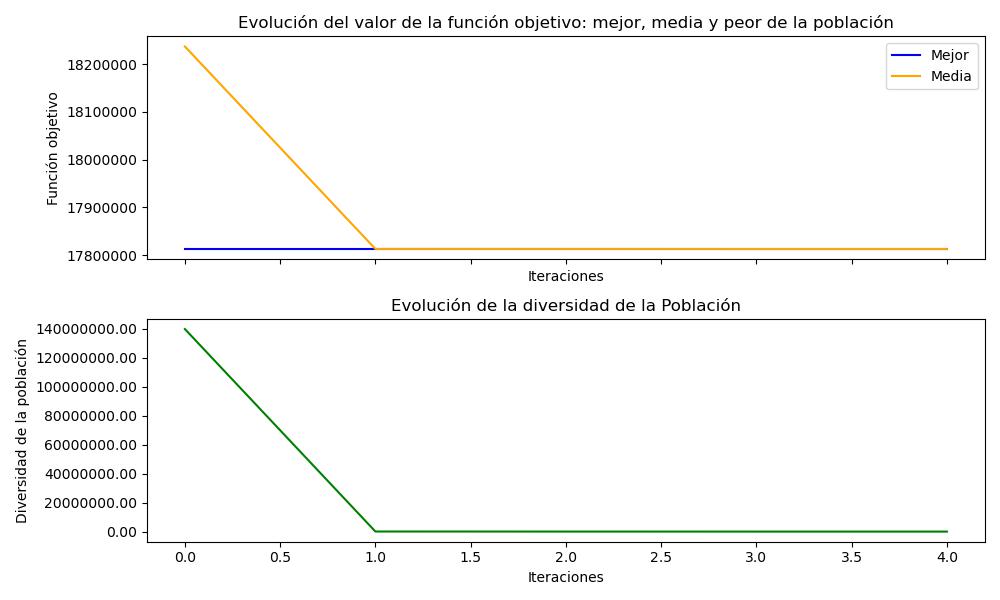 Evolución del valor de la función objetivo: mejor, media y peor de la población
Función objetivo
18200000
18100000
18000000
17900000
17800000
Mejor
Media
Iteraciones
Evolución de la diversidad de la Población
Diversidad de la población
140000000.00
120000000.00
100000000.00
80000000.00
60000000.00
40000000.00
20000000.00
0.00
0.0 0.5 1.0 1.5 2.0 2.5 3.0 3.5 4.0
Iteraciones